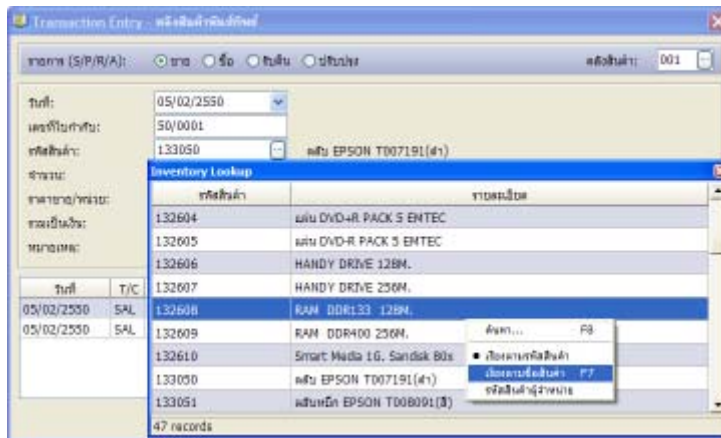 Transaction Entry - คลังสินค้าพันธ์ทิพย์
รายการ (S/P/R/A): ขาย ซื้อ รับคืน ปรับปรุง คลังสินค้า: 001
วันที่: 05/02/2550
เลขที่ใบกำกับ: 50/0001
รหัสสินค้า: 133050 ตลับ EPSON T007191(ดำ)
จำนวน:
ราคาขาย/หน่วย:
รวมเป็นเงิน:
หมายเหตุ:
วันที่ T/C
05/02/2550 SAL
05/02/2550 SAL
Inventory Lookup
รหัสสินค้า รายละเอียด
132604 แผ่น DVD+R PACK 5 EMTEC
132605 แผ่น DVD-R PACK 5 EMTEC
132606 HANDY DRIVE 128M.
132607 HANDY DRIVE 256M.
132608 RAM DDR133 128M.
132609 RAM DDR400 256M.
132610 Smart Media 1G. Sandisk 80x
133050 ตลับ EPSON T007191(ดำ)
133051 ตลับหมึก EPSON T008091(สี)
47 records
ค้นหา... F8
เรียงตามรหัสสินค้า
เรียงตามชื่อสินค้า F7
รหัสสินค้าผู้จำหน่าย